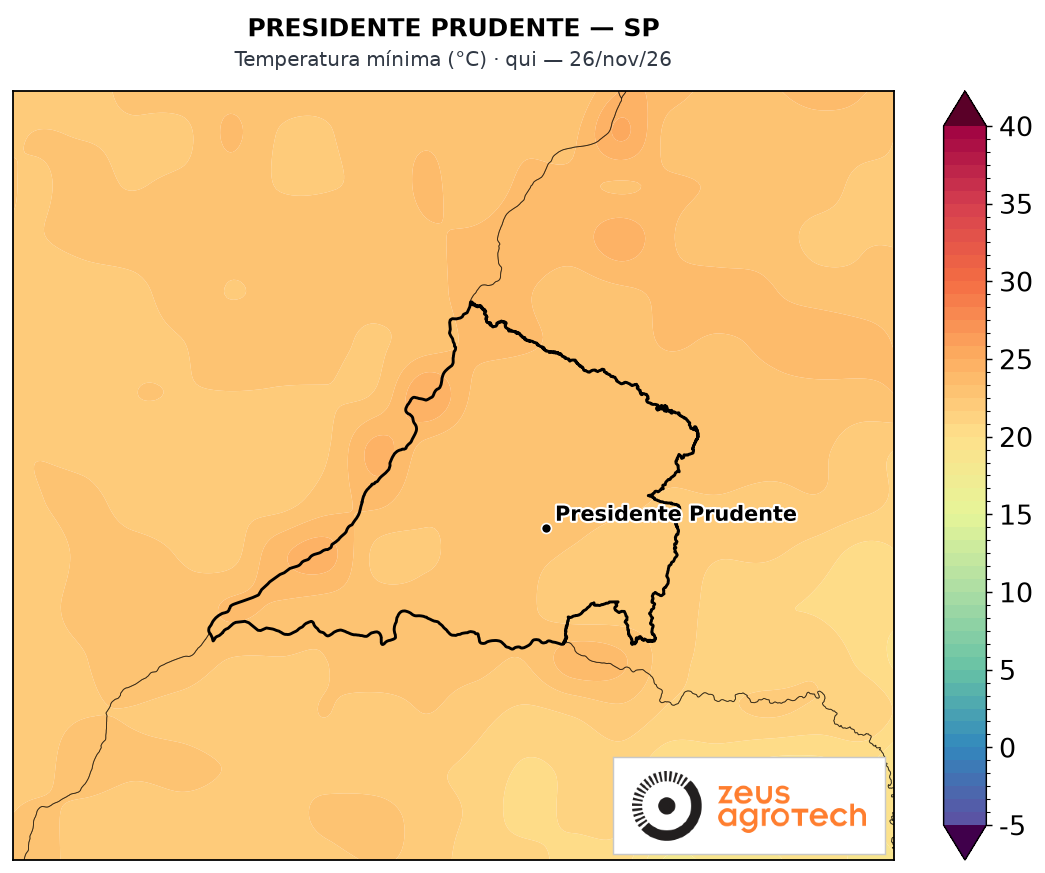 PRESIDENTE PRUDENTE — SP
Temperatura mínima (°C) · qui — 26/nov/26
40
35
30
25
20
15
10
5
0
-5
Presidente Prudente
zeus
agrotech